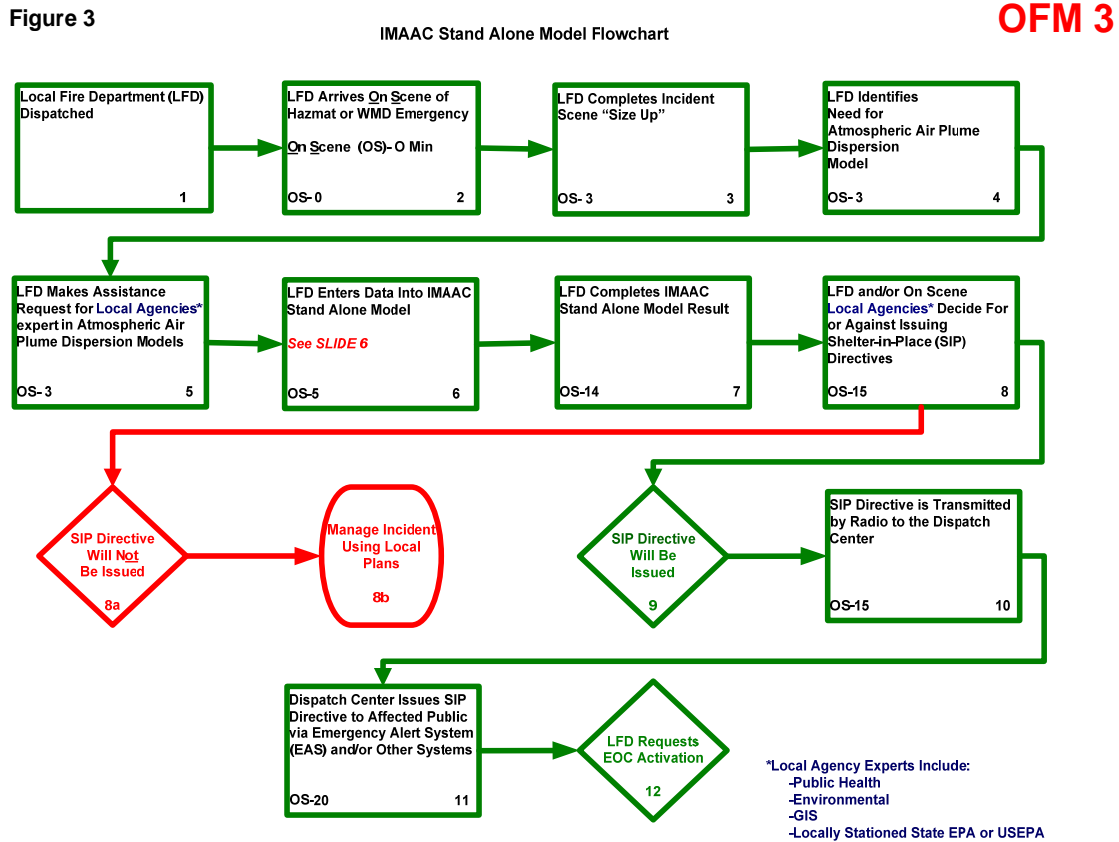 Figure 3
OFM 3
IMAAC Stand Alone Model Flowchart
Local Fire Department (LFD)
Dispatched
1
LFD Arrives On Scene of
Hazmat or WMD Emergency
On Scene (OS)- O Min
OS- 0
2
LFD Completes Incident
Scene “Size Up”
OS- 3
3
LFD Identifies
Need for
Atmospheric Air Plume
Dispersion
Model
OS- 3
4
LFD Makes Assistance
Request for Local Agencies*
expert in Atmospheric Air
Plume Dispersion Models
OS- 3
5
LFD Enters Data Into IMAAC
Stand Alone Model
See SLIDE 6
OS-5
6
LFD Completes IMAAC
Stand Alone Model Result
OS-14
7
LFD and/or On Scene
Local Agencies* Decide For
or Against Issuing
Shelter-in-Place (SIP)
Directives
OS-15
8
SIP Directive
Will Not
Be Issued
8a
Manage Incident
Using Local
Plans
8b
SIP Directive
Will Be
Issued
9
SIP Directive is Transmitted
by Radio to the Dispatch
Center
OS-15
10
Dispatch Center Issues SIP
Directive to Affected Public
via Emergency Alert System
(EAS) and/or Other Systems
OS-20
11
LFD Requests
EOC Activation
12
*Local Agency Experts Include:
-Public Health
-Environmental
-GIS
-Locally Stationed State EPA or USEPA